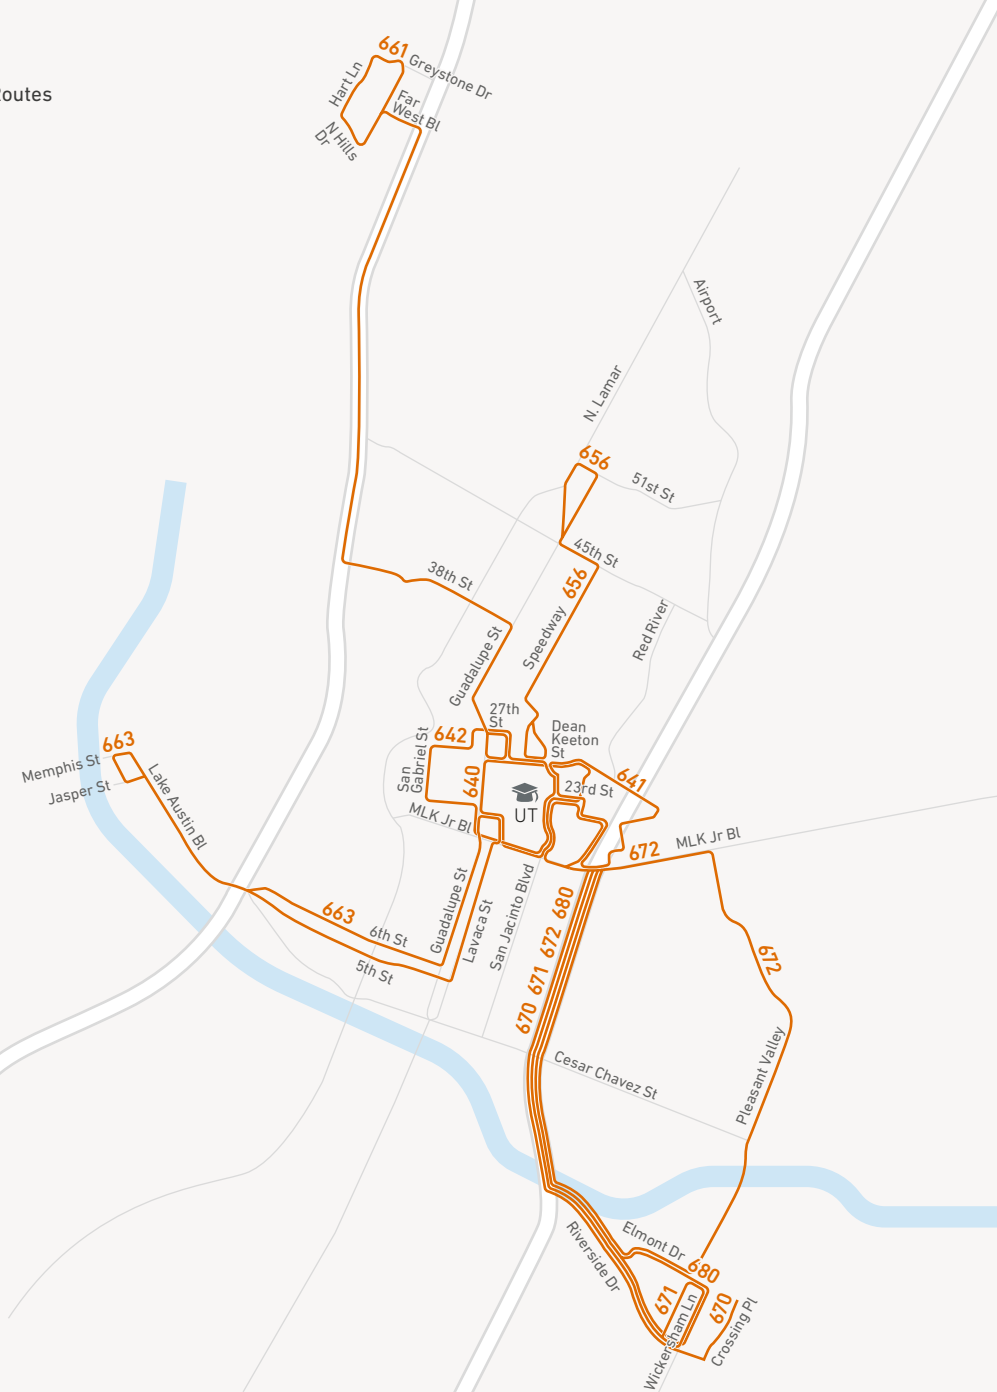 661
Greystone Dr
Hart Ln
outes
Far
West Bl
N Hills
Dr
Airport
N. Lamar
656
51st St
45th St
38th St
656
Speedway
Red River
Guadalupe St
27th
St
Dean
Keeton
St
642
663
Memphis St
Jasper St
Lake Austin Bl
San
Gabriel St
640
23rd St
641
UT
MLK Jr Bl
MLK Jr Bl
672
663
6th St
5th St
Guadalupe St
Lavaca St
San Jacinto Blvd
670 671 672 680
672
Pleasant Valley
Cesar Chavez St
Elmont Dr
Riverside Dr
680
671
Wickersham Ln
670
Crossing Pl